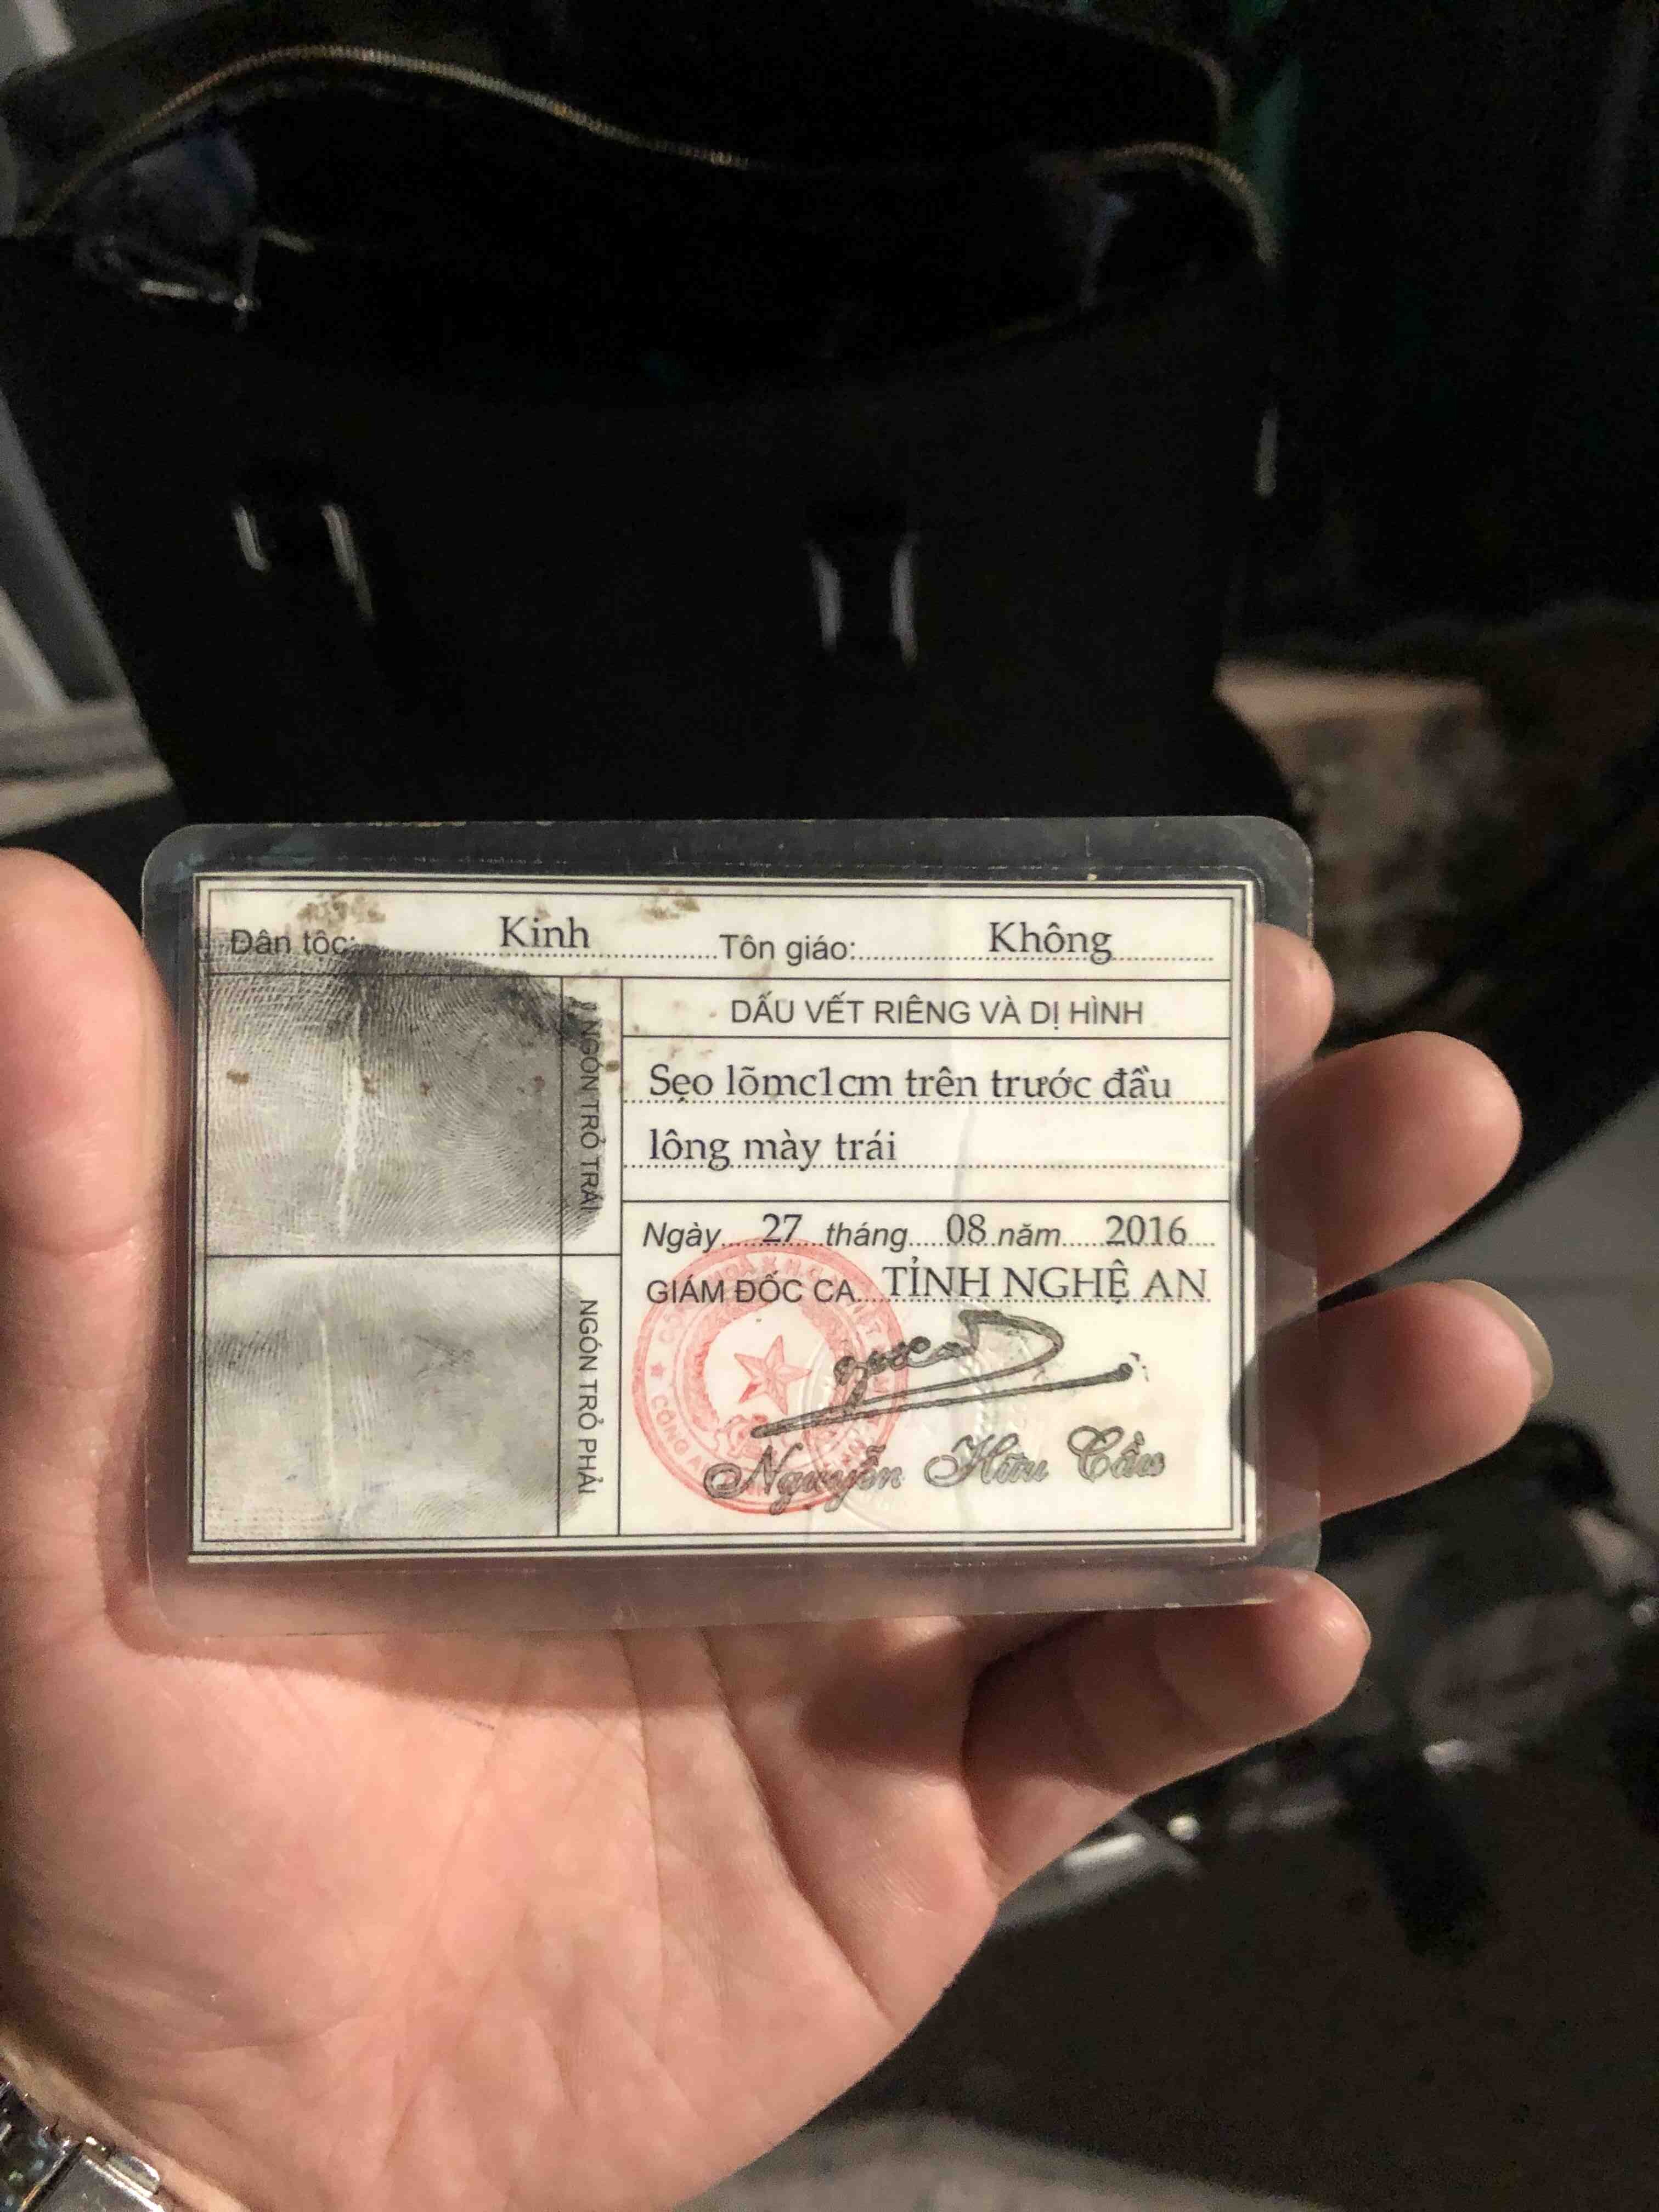 Dân tộc: Kinh Tôn giáo: Không
NGÓN TRỎ TRÁI
DẤU VẾT RIÊNG VÀ DỊ HÌNH
Sẹo lõmc1cm trên trước đầu
lông mày trái
Ngày 27 tháng 08 năm 2016
GIÁM ĐỐC CA TỈNH NGHỆ AN
NGÓN TRỎ PHẢI
CÔNG AN
Nguyễn Hữu Cầu